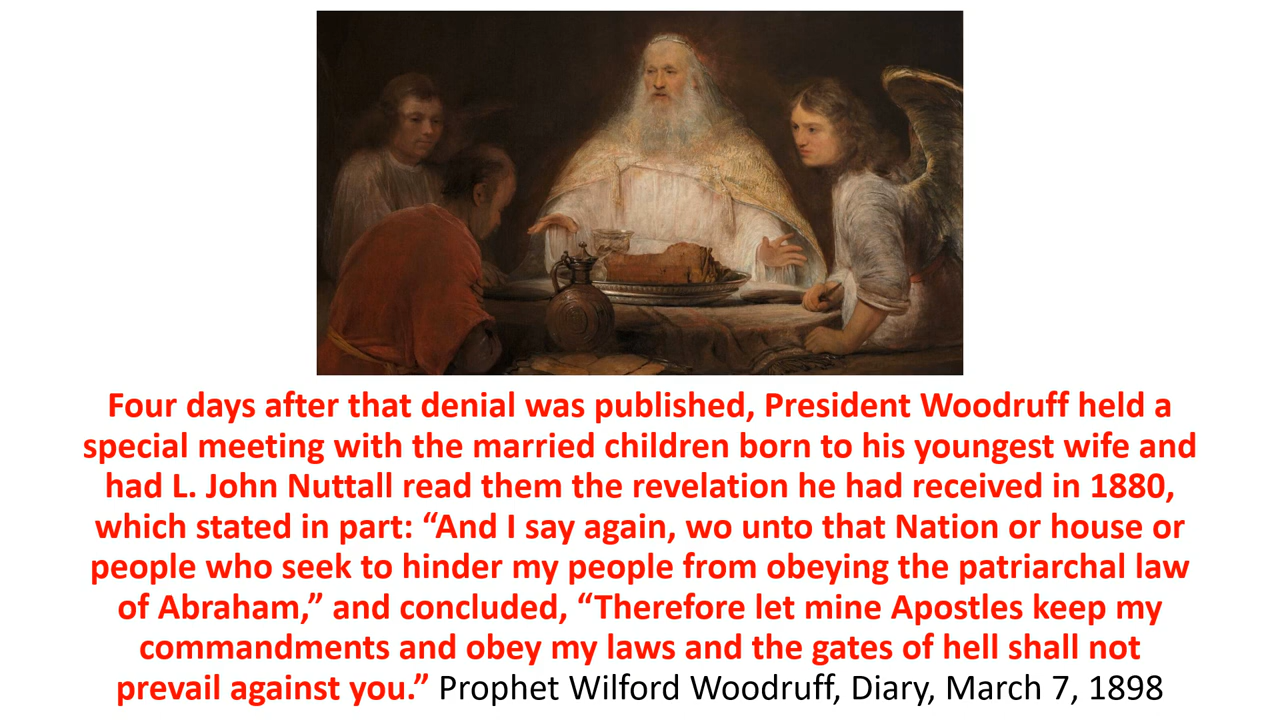 Four days after that denial was published, President Woodruff held a
special meeting with the married children born to his youngest wife and
had L. John Nuttall read them the revelation he had received in 1880,
which stated in part: “And I say again, wo unto that Nation or house or
people who seek to hinder my people from obeying the patriarchal law
of Abraham,” and concluded, “Therefore let mine Apostles keep my
commandments and obey my laws and the gates of hell shall not
prevail against you.” Prophet Wilford Woodruff, Diary, March 7, 1898